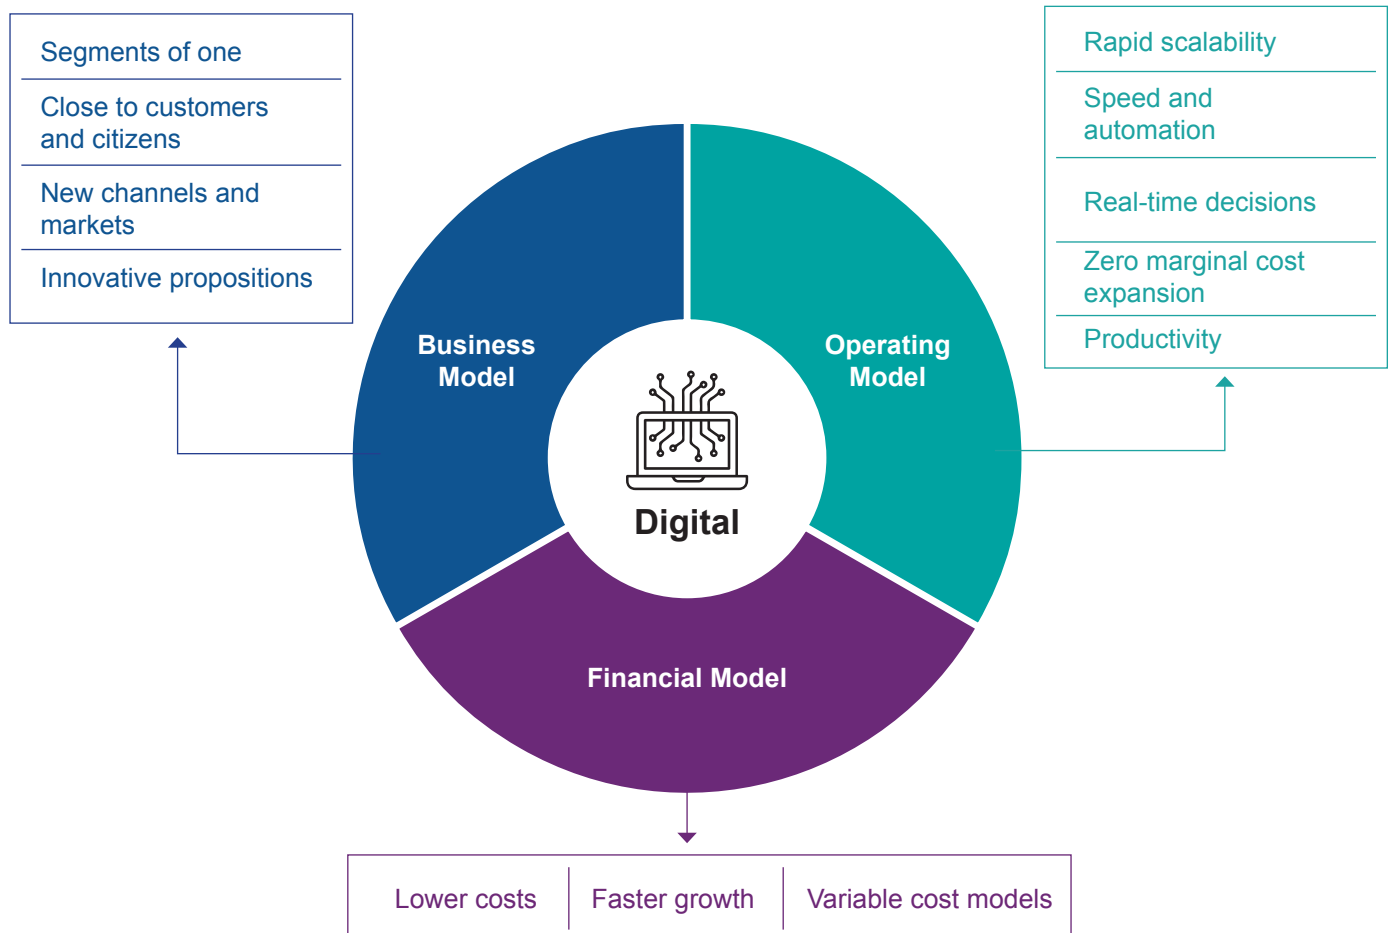 Segments of one
Close to customers
and citizens
New channels and
markets
Innovative propositions
Rapid scalability
Speed and
automation
Real-time decisions
Zero marginal cost
expansion
Productivity
Business
Model
Operating
Model
Digital
Financial Model
Lower costs
Faster growth
Variable cost models